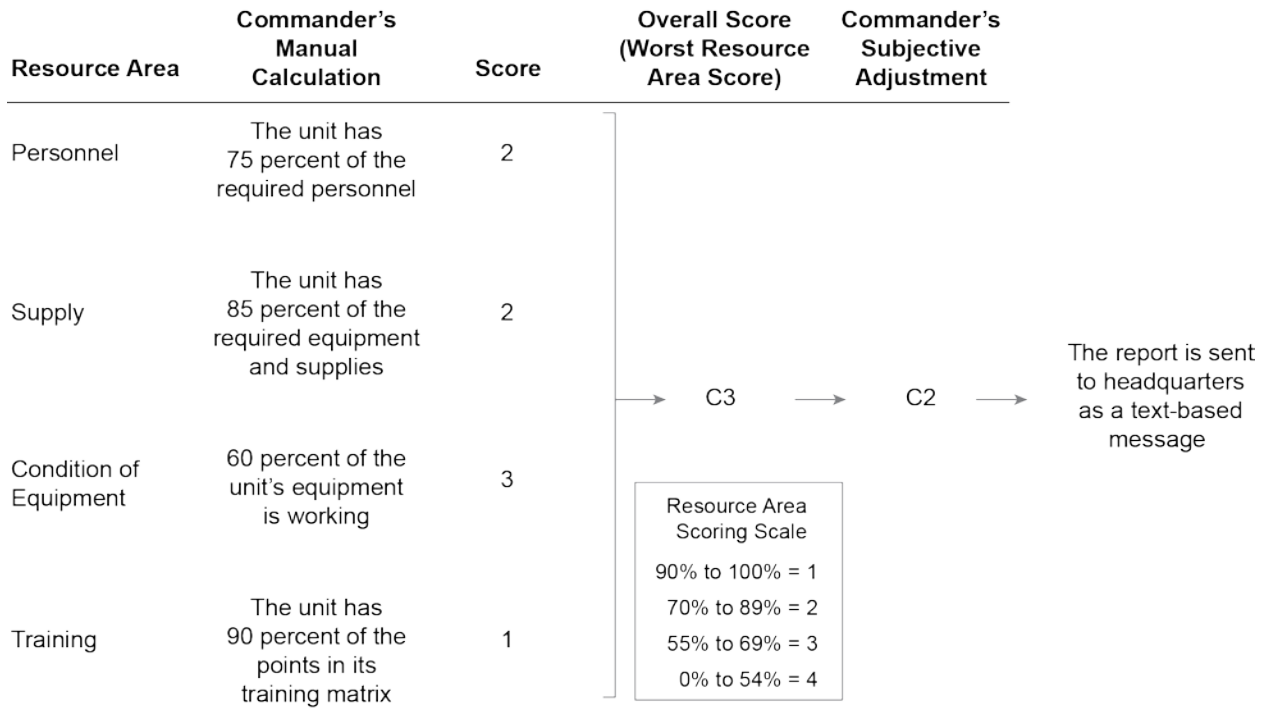 Resource Area
Commander’s
Manual
Calculation
Score
Overall Score
(Worst Resource
Area Score)
Commander’s
Subjective
Adjustment
Personnel
The unit has
75 percent of the
required personnel
2
Supply
The unit has
85 percent of the
required equipment
and supplies
2
Condition of
Equipment
60 percent of the
unit’s equipment
is working
3
Training
The unit has
90 percent of the
points in its
training matrix
1
C3
C2
The report is sent
to headquarters
as a text-based
message
Resource Area
Scoring Scale
90% to 100% = 1
70% to 89% = 2
55% to 69% = 3
0% to 54% = 4